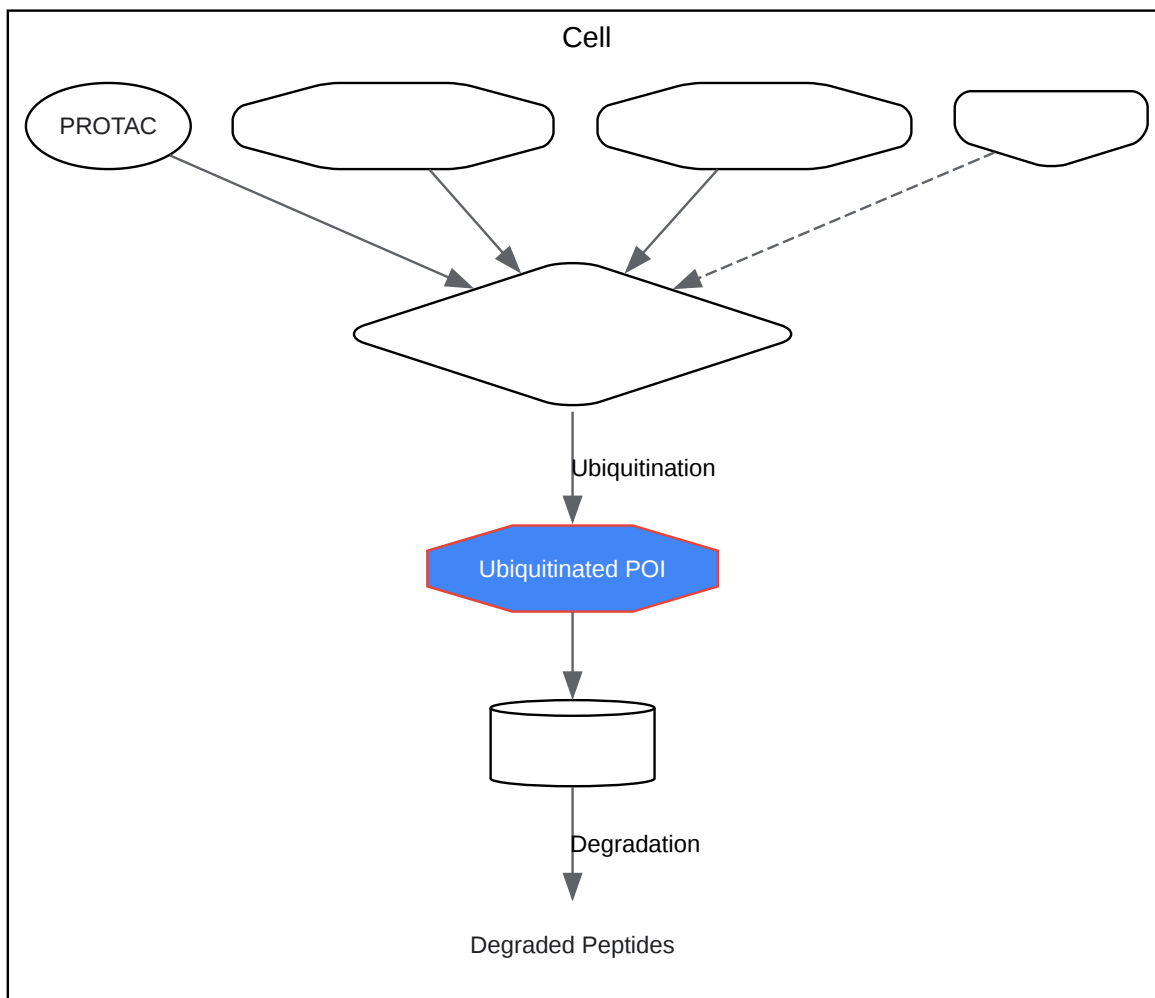 Cell
PROTAC
Ubiquitination
Ubiquitinated POI
Degradation
Degraded Peptides